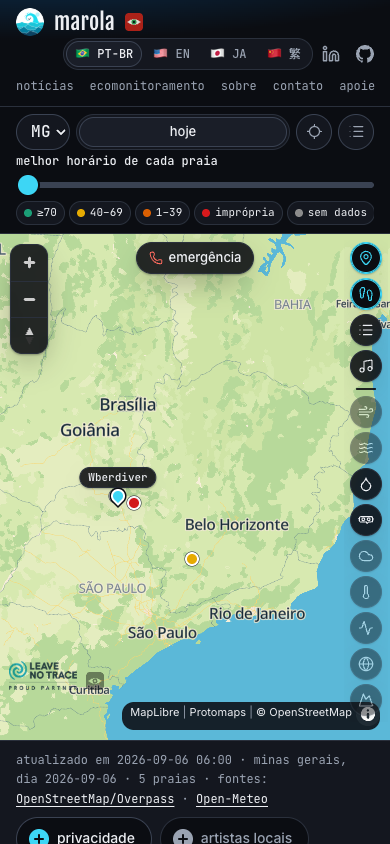 marola
PT-BR EN JA 繁
notícias ecomonitoramento sobre contato apoie
MG hoje
melhor horário de cada praia
≥70 40–69 1–39 imprópria sem dados
emergência
BAHIA
Brasília
Goiânia
Wberdiver
Belo Horizonte
SÃO PAULO
Rio de Janeiro
São Paulo
LEAVE
NO TRACE
Curitiba
MapLibre | Protomaps | © OpenStreetMap
atualizado em 2026-09-06 06:00 · minas gerais,
dia 2026-09-06 · 5 praias · fontes:
OpenStreetMap/Overpass · Open-Meteo
privacidade artistas locais